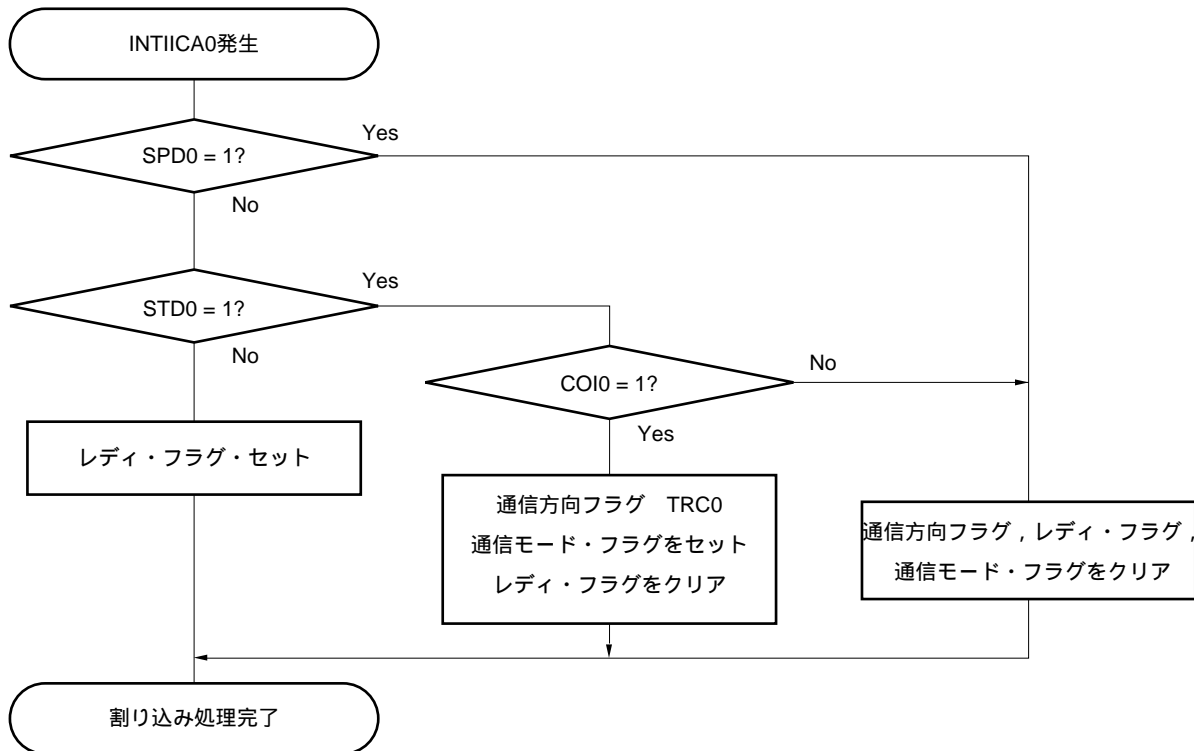 INTIICA0発生
SPD0 = 1?
Yes
No
STD0 = 1?
Yes
No
COI0 = 1?
No
Yes
レディ・フラグ・セット
通信方向フラグ　TRC0
通信モード・フラグをセット
レディ・フラグをクリア
通信方向フラグ，レディ・フラグ，
通信モード・フラグをクリア
割り込み処理完了